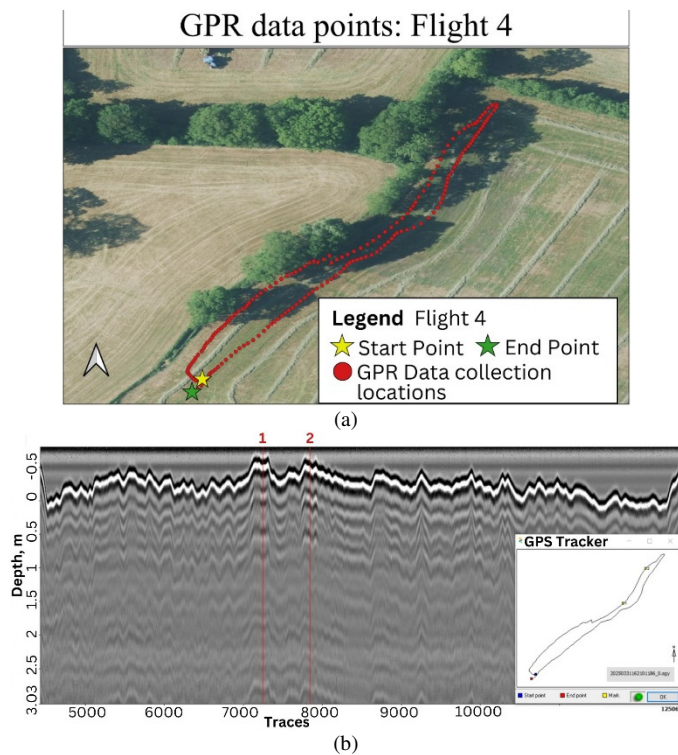 GPR data points: Flight 4
Legend Flight 4
Start Point End Point
GPR Data collection
locations
(a)
1 2
-0.5
0
0.5
1
1.5
2
2.5
3.03
Depth, m
GPS Tracker
Start point End point Mark OK
5000 6000 7000 8000 9000 10000
12500
Traces
(b)